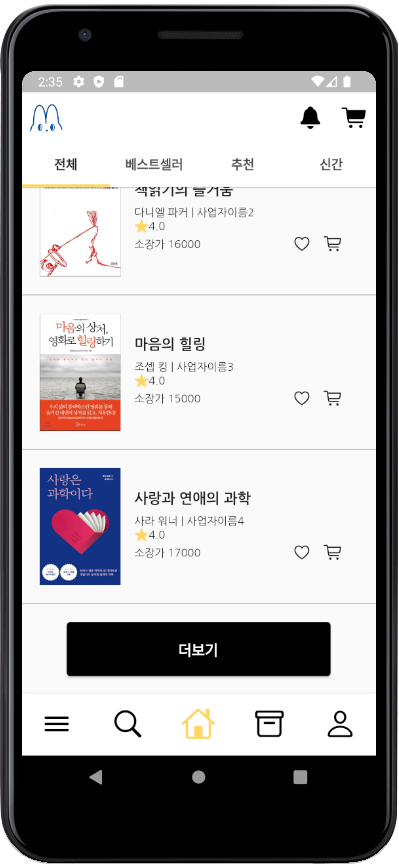 2:35
전체
베스트셀러
추천
신간
책읽기의 즐거움
다니엘 파커 | 사업자이름2
4.0
소장가 16000
마음의 상처,
영화로 힐링하기
마음의 힐링
조셉 킹 | 사업자이름3
4.0
소장가 15000
사랑은
과학이다
사랑과 연애의 과학
사라 워너 | 사업자이름4
4.0
소장가 17000
더보기